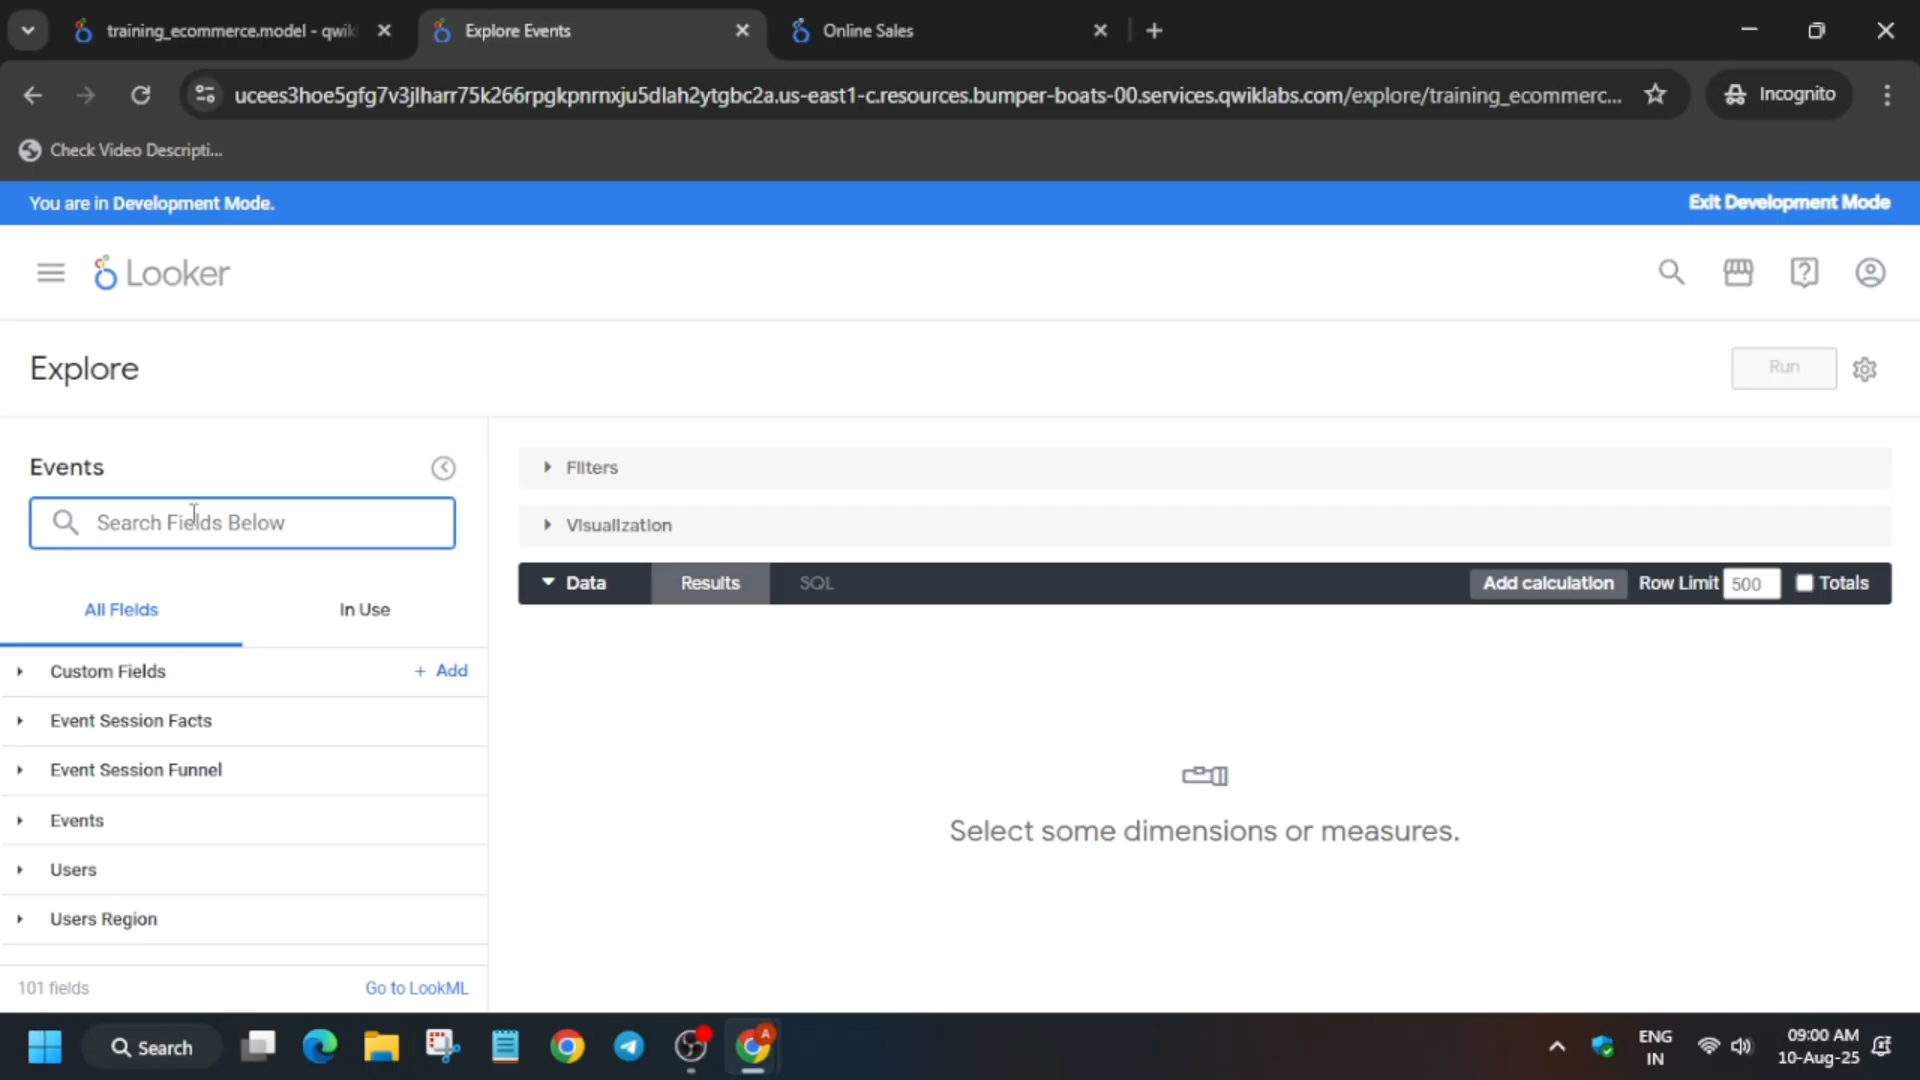 training_ecommerce.model - qwik
Explore Events
Online Sales
ucees3hoe5gfg7v3jlharr75k266rpgkpnrnxju5dlah2ytgbc2a.us-east1-c.resources.bumper-boats-00.services.qwiklabs.com/explore/training_ecommerc...
Incognito
Check Video Descripti...
You are in Development Mode.
Exit Development Mode
Looker
Explore
Run
Events
Search Fields Below
All Fields
In Use
Custom Fields
+ Add
Event Session Facts
Event Session Funnel
Events
Users
Users Region
101 fields
Go to LookML
Filters
Visualization
Data
Results
SQL
Add calculation
Row Limit 500
Totals
Select some dimensions or measures.
Search
A
ENG
IN
09:00 AM
10-Aug-25